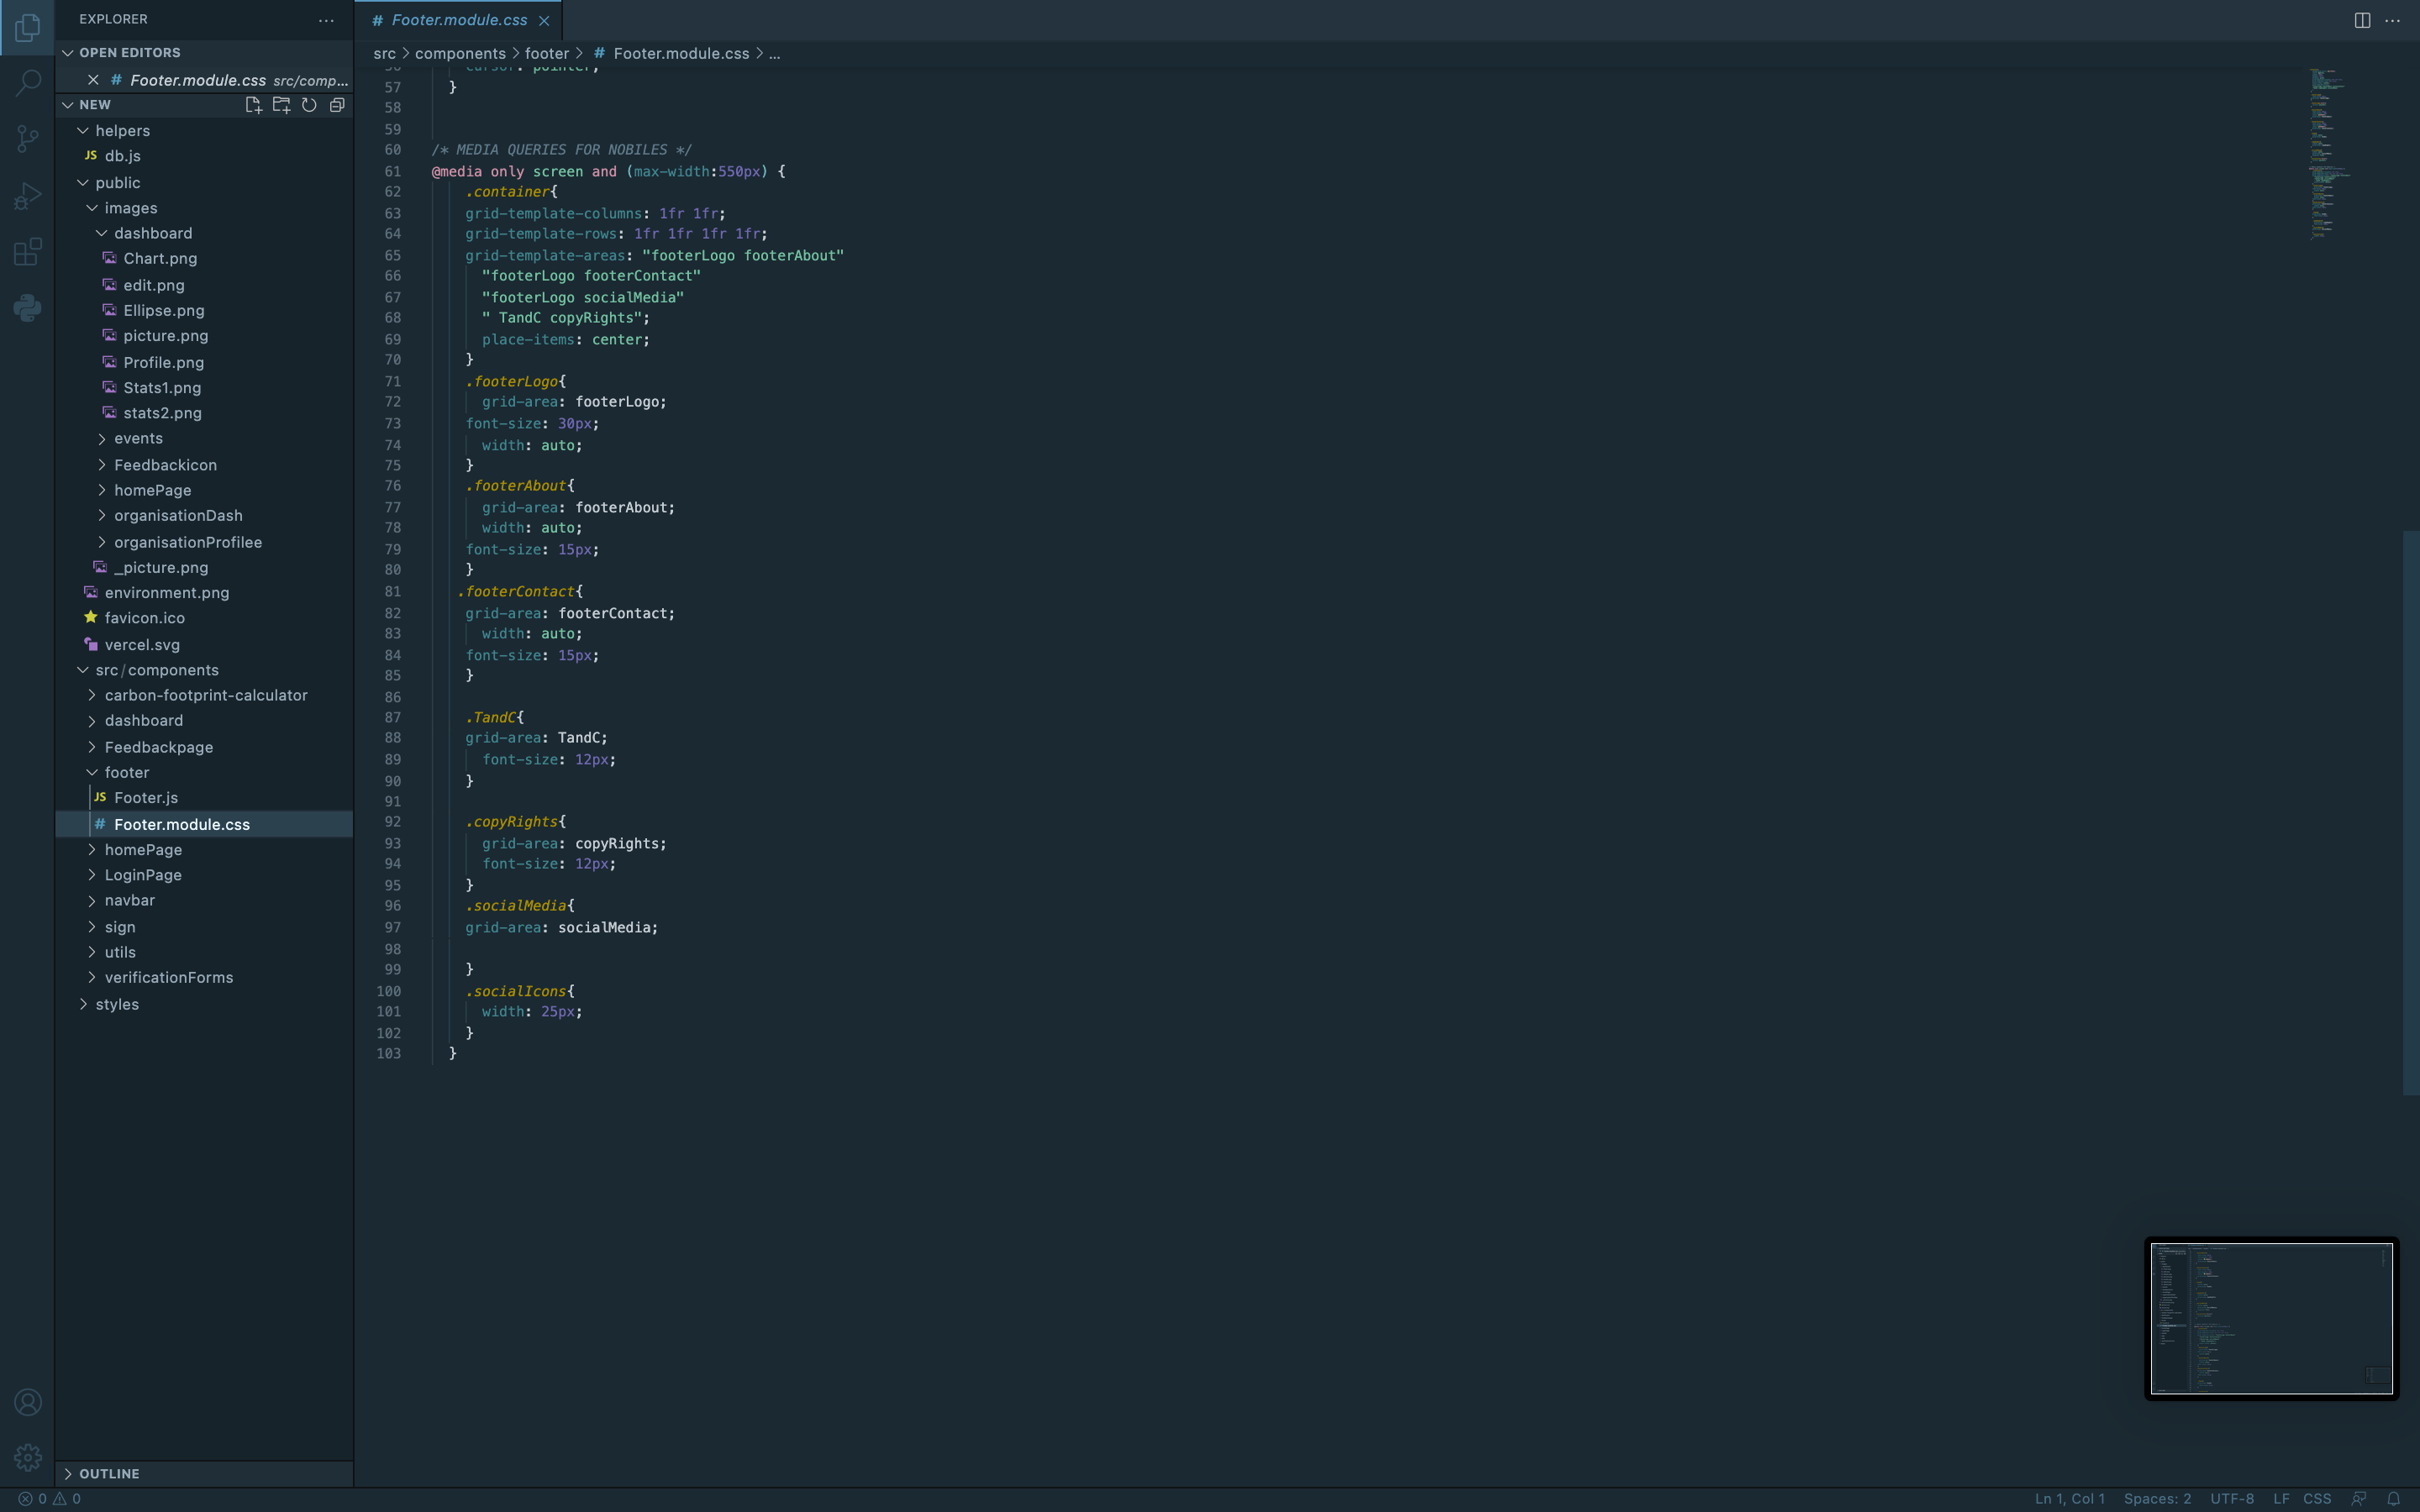 EXPLORER
OPEN EDITORS
Footer.module.css src/comp...
NEW
helpers
JS db.js
public
images
dashboard
Chart.png
edit.png
Ellipse.png
picture.png
Profile.png
Stats1.png
stats2.png
events
Feedbackicon
homePage
organisationDash
organisationProfilee
_picture.png
environment.png
favicon.ico
vercel.svg
src/components
carbon-footprint-calculator
dashboard
Feedbackpage
footer
JS Footer.js
# Footer.module.css
homePage
LoginPage
navbar
sign
utils
verificationForms
styles
OUTLINE
# Footer.module.css
src > components > footer > # Footer.module.css > ...
56 cursor: pointer;
57 }
58
59
60 /* MEDIA QUERIES FOR NOBILES */
61 @media only screen and (max-width:550px) {
62 .container{
63 grid-template-columns: 1fr 1fr;
64 grid-template-rows: 1fr 1fr 1fr 1fr;
65 grid-template-areas: "footerLogo footerAbout"
66 "footerLogo footerContact"
67 "footerLogo socialMedia"
68 " TandC copyRights";
69 place-items: center;
70 }
71 .footerLogo{
72 grid-area: footerLogo;
73 font-size: 30px;
74 width: auto;
75 }
76 .footerAbout{
77 grid-area: footerAbout;
78 width: auto;
79 font-size: 15px;
80 }
81 .footerContact{
82 grid-area: footerContact;
83 width: auto;
84 font-size: 15px;
85 }
86
87 .TandC{
88 grid-area: TandC;
89 font-size: 12px;
90 }
91
92 .copyRights{
93 grid-area: copyRights;
94 font-size: 12px;
95 }
96 .socialMedia{
97 grid-area: socialMedia;
98
99 }
100 .socialIcons{
101 width: 25px;
102 }
103 }
0 0
Ln 1, Col 1 Spaces: 2 UTF-8 LF CSS